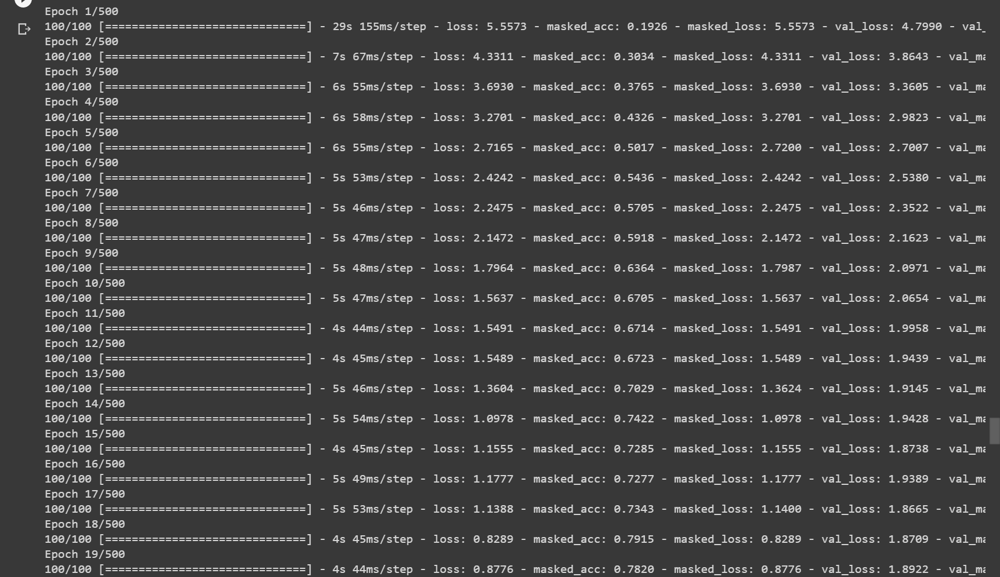 Epoch 1/500
100/100 [==============================] - 29s 155ms/step - loss: 5.5573 - masked_acc: 0.1926 - masked_loss: 5.5573 - val_loss: 4.7990 - val_
Epoch 2/500
100/100 [==============================] - 7s 67ms/step - loss: 4.3311 - masked_acc: 0.3034 - masked_loss: 4.3311 - val_loss: 3.8643 - val_ma
Epoch 3/500
100/100 [==============================] - 6s 55ms/step - loss: 3.6930 - masked_acc: 0.3765 - masked_loss: 3.6930 - val_loss: 3.3605 - val_ma
Epoch 4/500
100/100 [==============================] - 6s 58ms/step - loss: 3.2701 - masked_acc: 0.4326 - masked_loss: 3.2701 - val_loss: 2.9823 - val_ma
Epoch 5/500
100/100 [==============================] - 6s 55ms/step - loss: 2.7165 - masked_acc: 0.5017 - masked_loss: 2.7200 - val_loss: 2.7007 - val_ma
Epoch 6/500
100/100 [==============================] - 5s 53ms/step - loss: 2.4242 - masked_acc: 0.5436 - masked_loss: 2.4242 - val_loss: 2.5380 - val_ma
Epoch 7/500
100/100 [==============================] - 5s 46ms/step - loss: 2.2475 - masked_acc: 0.5705 - masked_loss: 2.2475 - val_loss: 2.3522 - val_ma
Epoch 8/500
100/100 [==============================] - 5s 47ms/step - loss: 2.1472 - masked_acc: 0.5918 - masked_loss: 2.1472 - val_loss: 2.1623 - val_ma
Epoch 9/500
100/100 [==============================] - 5s 48ms/step - loss: 1.7964 - masked_acc: 0.6364 - masked_loss: 1.7987 - val_loss: 2.0971 - val_ma
Epoch 10/500
100/100 [==============================] - 5s 47ms/step - loss: 1.5637 - masked_acc: 0.6705 - masked_loss: 1.5637 - val_loss: 2.0654 - val_ma
Epoch 11/500
100/100 [==============================] - 4s 44ms/step - loss: 1.5491 - masked_acc: 0.6714 - masked_loss: 1.5491 - val_loss: 1.9958 - val_ma
Epoch 12/500
100/100 [==============================] - 4s 45ms/step - loss: 1.5489 - masked_acc: 0.6723 - masked_loss: 1.5489 - val_loss: 1.9439 - val_ma
Epoch 13/500
100/100 [==============================] - 5s 46ms/step - loss: 1.3604 - masked_acc: 0.7029 - masked_loss: 1.3624 - val_loss: 1.9145 - val_ma
Epoch 14/500
100/100 [==============================] - 5s 54ms/step - loss: 1.0978 - masked_acc: 0.7422 - masked_loss: 1.0978 - val_loss: 1.9428 - val_ma
Epoch 15/500
100/100 [==============================] - 4s 45ms/step - loss: 1.1555 - masked_acc: 0.7285 - masked_loss: 1.1555 - val_loss: 1.8738 - val_ma
Epoch 16/500
100/100 [==============================] - 5s 49ms/step - loss: 1.1777 - masked_acc: 0.7277 - masked_loss: 1.1777 - val_loss: 1.9389 - val_ma
Epoch 17/500
100/100 [==============================] - 5s 53ms/step - loss: 1.1388 - masked_acc: 0.7343 - masked_loss: 1.1400 - val_loss: 1.8665 - val_ma
Epoch 18/500
100/100 [==============================] - 4s 45ms/step - loss: 0.8289 - masked_acc: 0.7915 - masked_loss: 0.8289 - val_loss: 1.8709 - val_ma
Epoch 19/500
100/100 [==============================] - 4s 44ms/step - loss: 0.8776 - masked_acc: 0.7820 - masked_loss: 0.8776 - val_loss: 1.8922 - val_ma